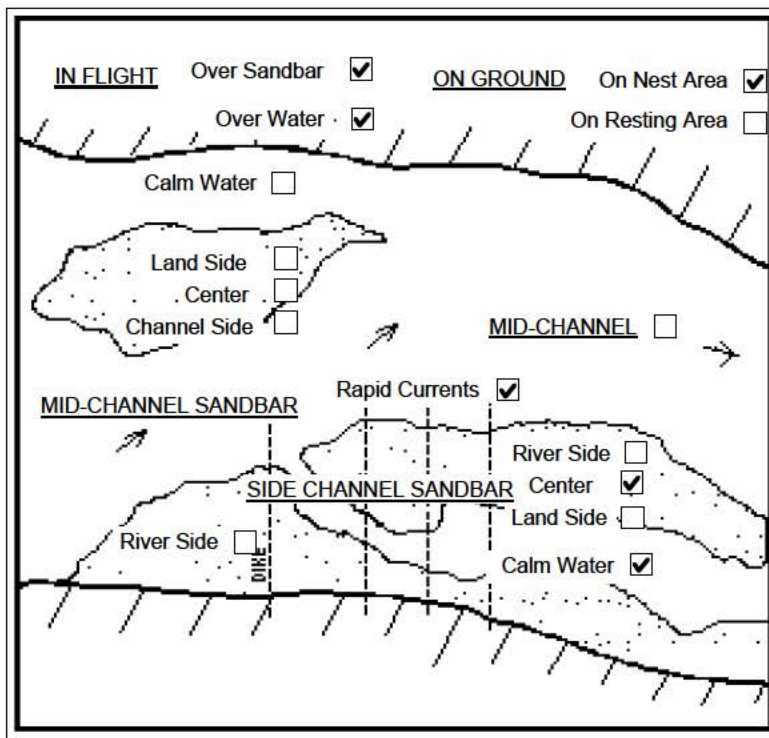 IN FLIGHT Over Sandbar ON GROUND On Nest Area
Over Water On Resting Area
Calm Water
Land Side
Center
Channel Side
MID-CHANNEL
Rapid Currents
MID-CHANNEL SANDBAR
River Side
SIDE CHANNEL SANDBAR Center
Land Side
River Side
DIKE
Calm Water